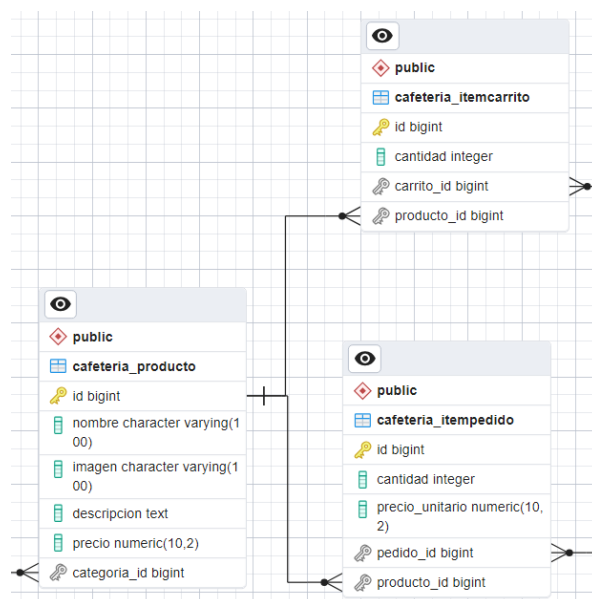 public
cafeteria_itemcarrito
id bigint
cantidad integer
carrito_id bigint
producto_id bigint
public
cafeteria_producto
id bigint
nombre character varying(1
00)
imagen character varying(1
00)
descripcion text
precio numeric(10,2)
categoria_id bigint
public
cafeteria_itempedido
id bigint
cantidad integer
precio_unitario numeric(10,
2)
pedido_id bigint
producto_id bigint